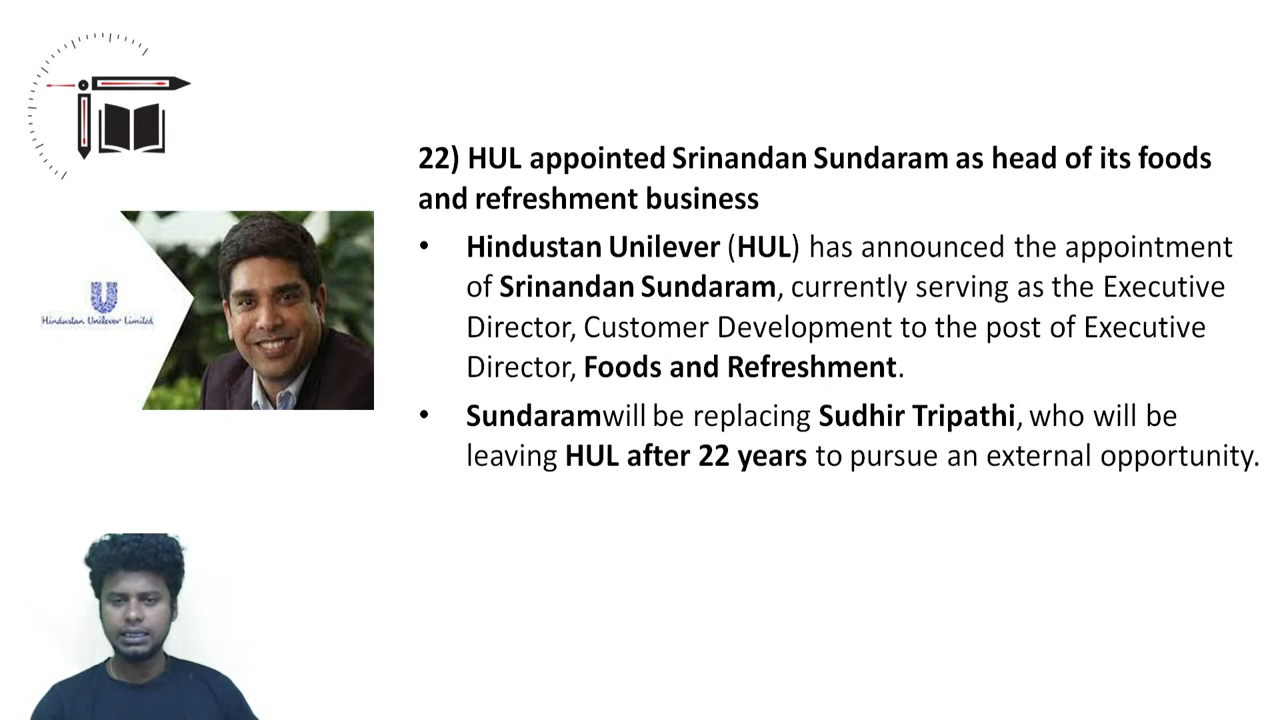 22) HUL appointed Srinandan Sundaram as head of its foods
and refreshment business
• Hindustan Unilever (HUL) has announced the appointment
of Srinandan Sundaram, currently serving as the Executive
Director, Customer Development to the post of Executive
Director, Foods and Refreshment.
• Sundaramwill be replacing Sudhir Tripathi, who will be
leaving HUL after 22 years to pursue an external opportunity.
Hindustan Unilever Limited